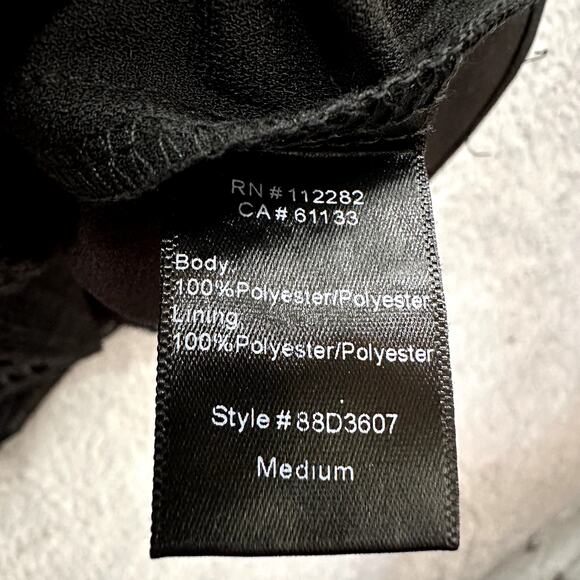 RN # 112282
CA # 61133
Body
100%Polyester/Polyester
Lining
100%Polyester/Polyester
Style # 88D3607
Medium